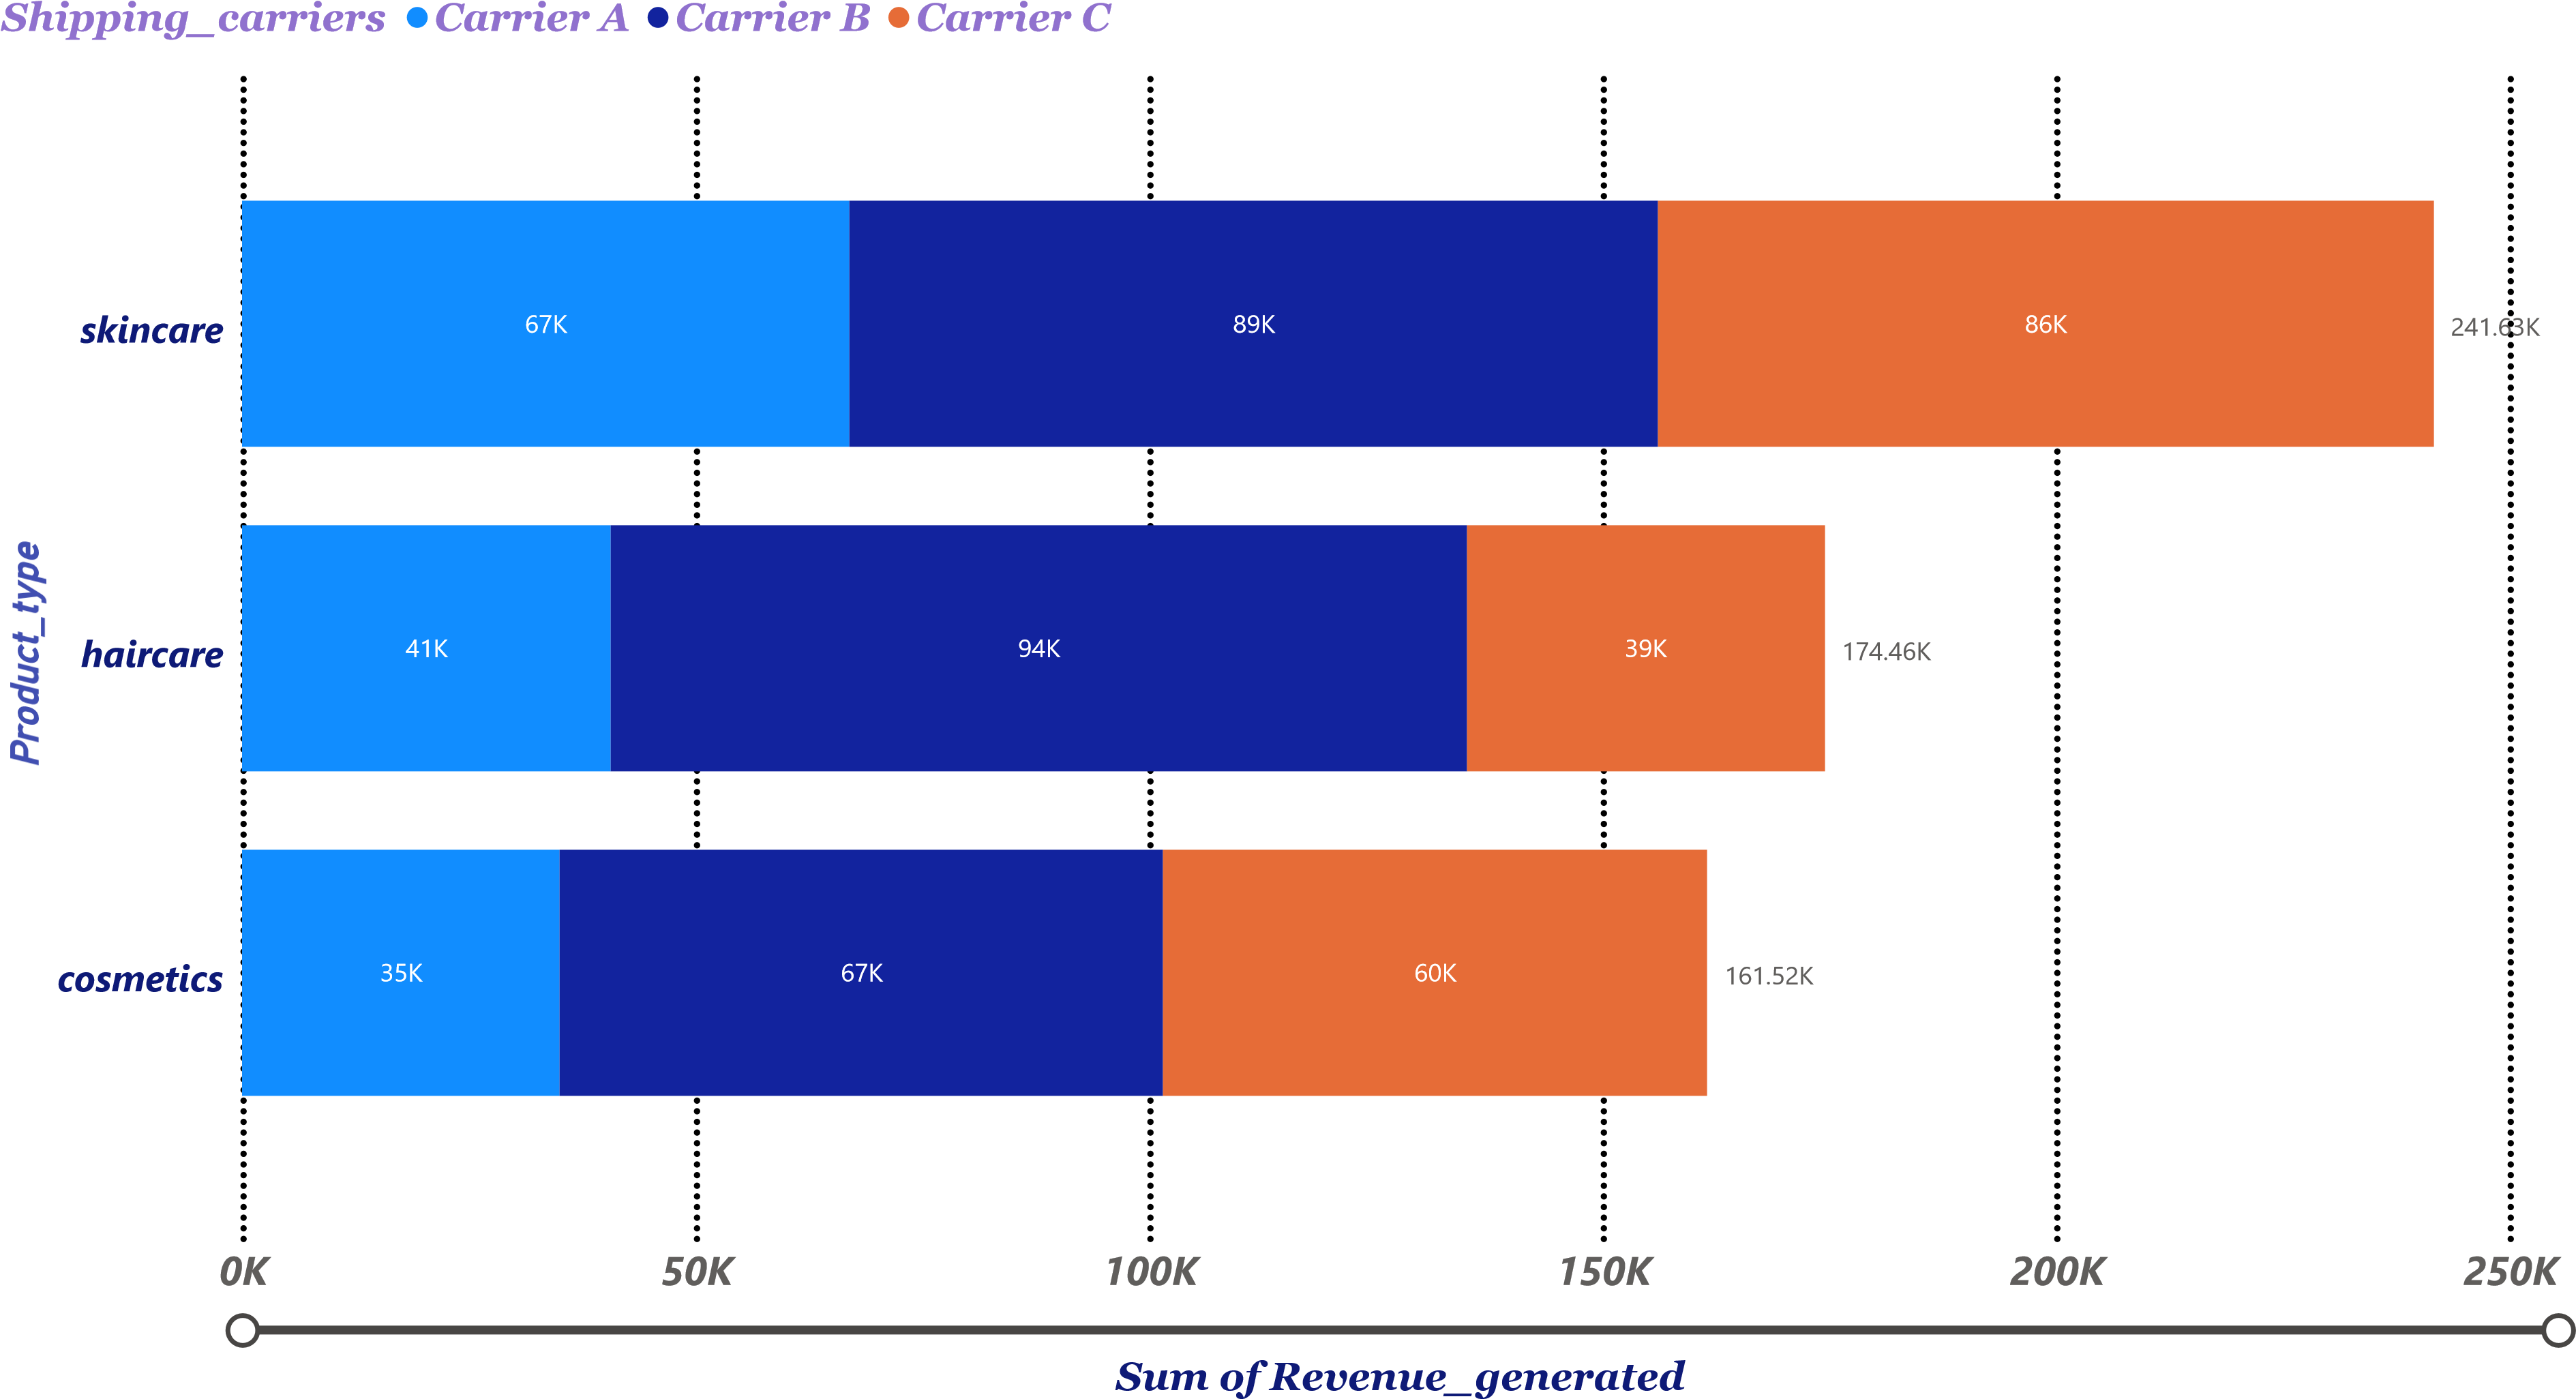 Shipping_carriers Carrier A Carrier B Carrier C
skincare 67K 89K 86K 241.63K
Product_type
haircare 41K 94K 39K 174.46K
cosmetics 35K 67K 60K 161.52K
0K 50K 100K 150K 200K 250K
Sum of Revenue_generated